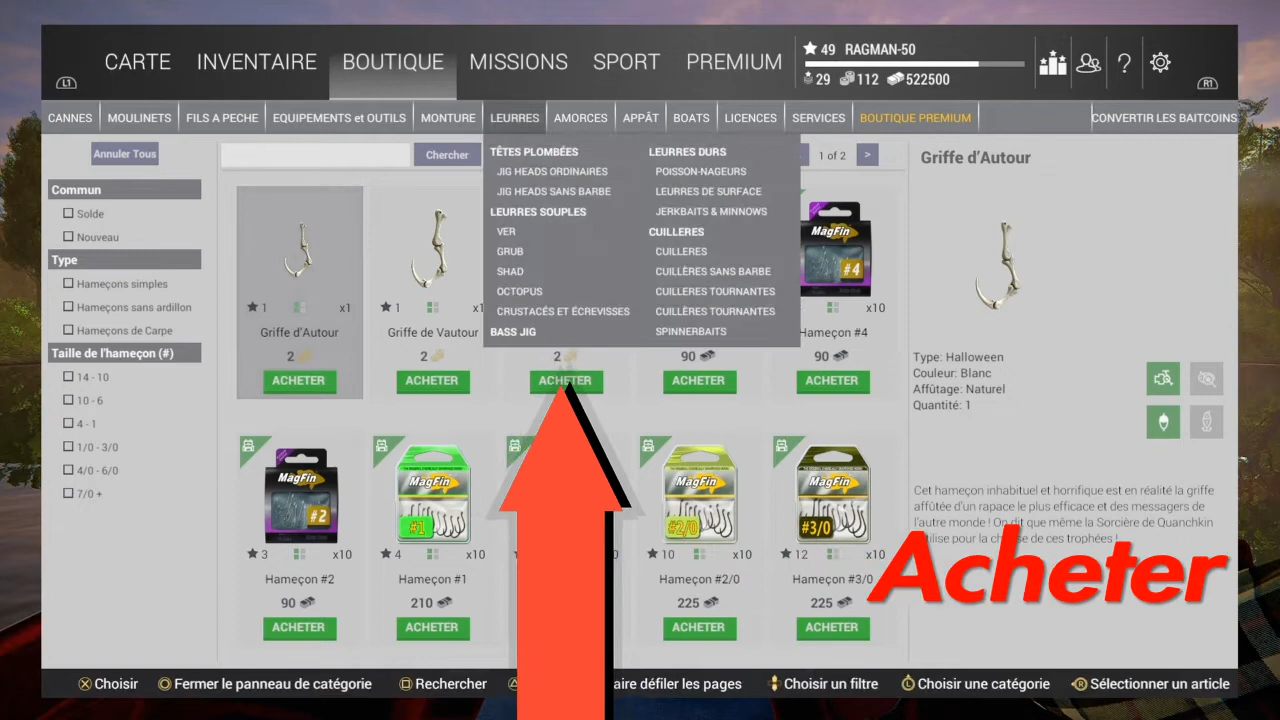 CARTE INVENTAIRE BOUTIQUE MISSIONS SPORT PREMIUM
49 RAGMAN-50
29 112 522500
L1
R1
CANNES MOULINETS FILS A PECHE EQUIPEMENTS et OUTILS MONTURE LEURRES AMORCES APPÂT BOATS LICENCES SERVICES BOUTIQUE PREMIUM CONVERTIR LES BAITCOINS
Annuler Tous
Commun
Solde
Nouveau
Type
Hameçons simples
Hameçons sans ardillon
Hameçons de Carpe
Taille de l'hameçon (#)
14 - 10
10 - 6
4 - 1
1/0 - 3/0
4/0 - 6/0
7/0 +
Chercher
1 of 2 >
TÊTES PLOMBÉES
JIG HEADS ORDINAIRES
JIG HEADS SANS BARBE
LEURRES SOUPLES
VER
GRUB
SHAD
OCTOPUS
CRUSTACÉS ET ÉCREVISSES
BASS JIG
LEURRES DURS
POISSON-NAGEURS
LEURRES DE SURFACE
JERKBAITS & MINNOWS
CUILLERES
CUILLERES
CUILLÈRES SANS BARBE
CUILLERES TOURNANTES
CUILLÈRES TOURNANTES
SPINNERBAITS
1 x1
Griffe d'Autour
2
ACHETER
1 x1
Griffe de Vautour
2
ACHETER
2
ACHETER
90
ACHETER
MagFin
#4
x10
Hameçon #4
90
ACHETER
MagFin
#2
3 x10
Hameçon #2
90
ACHETER
MagFin
#1
4 x10
Hameçon #1
210
ACHETER
MagFin
#2/0
10 x10
Hameçon #2/0
225
ACHETER
MagFin
#3/0
12 x10
Hameçon #3/0
225
ACHETER
Griffe d'Autour
Type: Halloween
Couleur: Blanc
Affûtage: Naturel
Quantité: 1
Cet hameçon inhabituel et horrifique est en réalité la griffe
affûtée d'un rapace le plus efficace et des messagers de
l'autre monde ! On dit que même la Sorcière de Quanchkin
de ces trophées !
Acheter
Choisir Fermer le panneau de catégorie Rechercher aire défiler les pages Choisir un filtre Choisir une catégorie Sélectionner un article